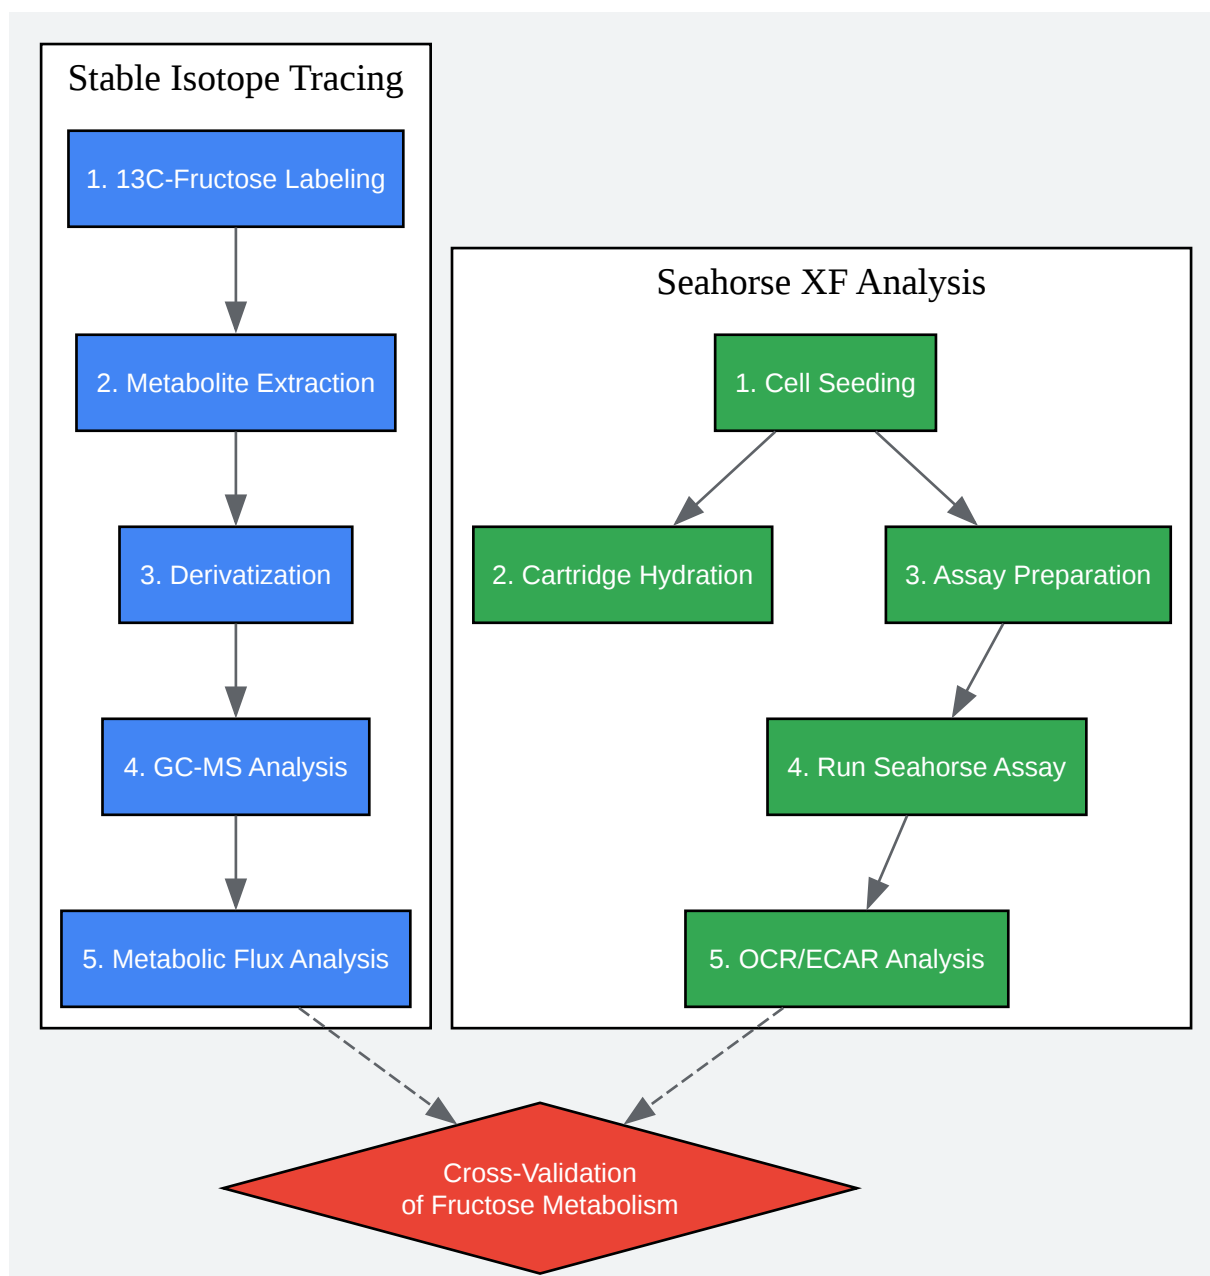 Stable Isotope Tracing
1. 13C-Fructose Labeling
2. Metabolite Extraction
3. Derivatization
4. GC-MS Analysis
5. Metabolic Flux Analysis
Seahorse XF Analysis
1. Cell Seeding
2. Cartridge Hydration
3. Assay Preparation
4. Run Seahorse Assay
5. OCR/ECAR Analysis
Cross-Validation
of Fructose Metabolism